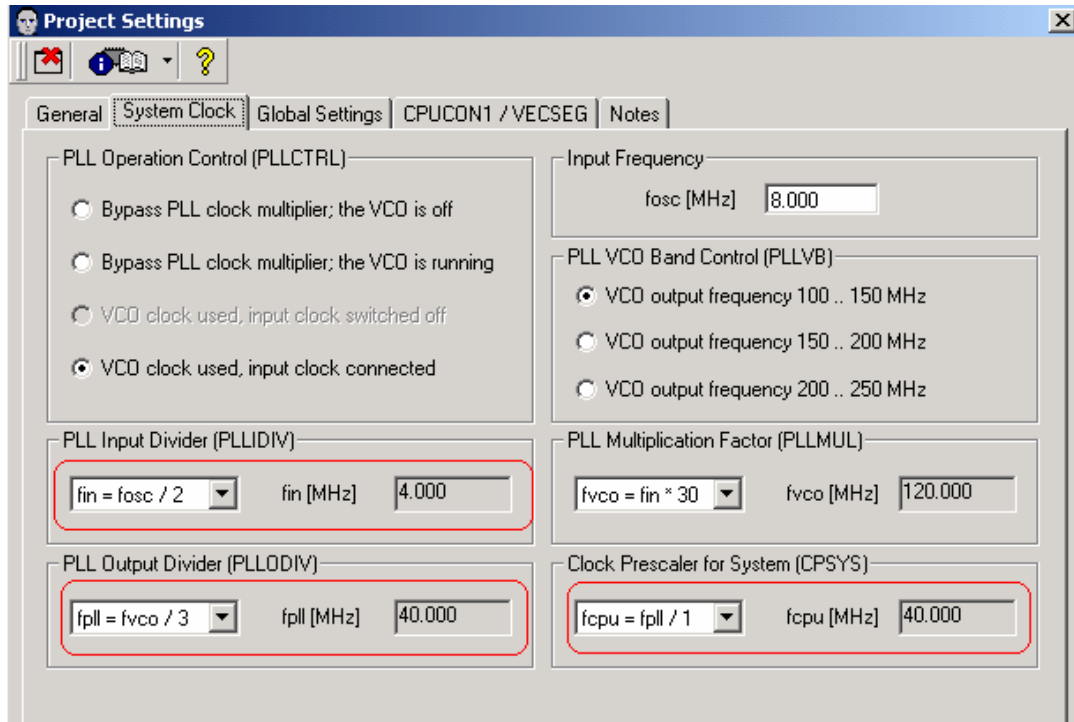 Project Settings
General
System Clock
Global Settings
CPUCON1 / VECSEG
Notes
PLL Operation Control (PLLCTRL)
Bypass PLL clock multiplier; the VCO is off
Bypass PLL clock multiplier; the VCO is running
VCO clock used, input clock switched off
VCO clock used, input clock connected
Input Frequency
fosc [MHz] 8.000
PLL VCO Band Control (PLLVB)
VCO output frequency 100 .. 150 MHz
VCO output frequency 150 .. 200 MHz
VCO output frequency 200 .. 250 MHz
PLL Input Divider (PLLIDIV)
fin = fosc / 2 fin [MHz] 4.000
PLL Multiplication Factor (PLLMUL)
fvco = fin * 30 fvco [MHz] 120.000
PLL Output Divider (PLLODIV)
fpll = fvco / 3 fpll [MHz] 40.000
Clock Prescaler for System (CPSYS)
fcpu = fpll / 1 fcpu [MHz] 40.000